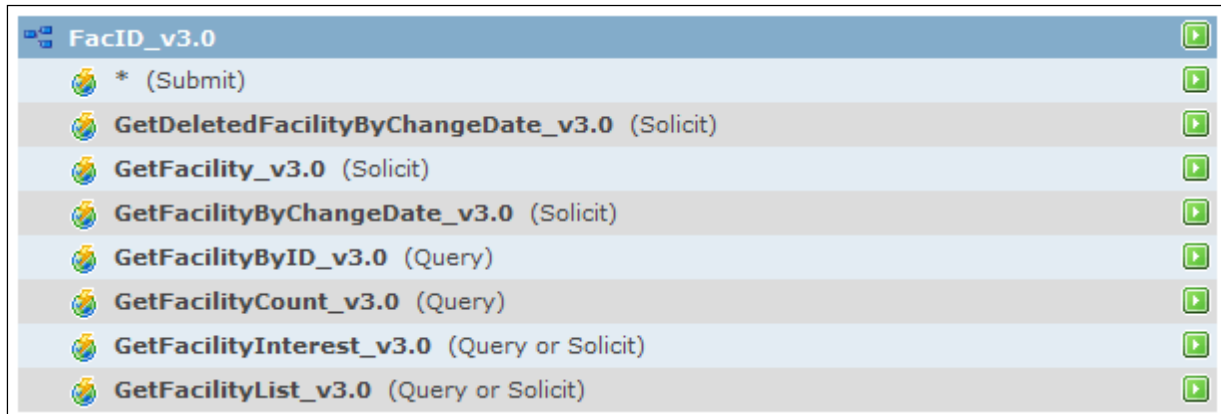 FacID_v3.0
* (Submit)
GetDeletedFacilityByChangeDate_v3.0 (Solicit)
GetFacility_v3.0 (Solicit)
GetFacilityByChangeDate_v3.0 (Solicit)
GetFacilityByID_v3.0 (Query)
GetFacilityCount_v3.0 (Query)
GetFacilityInterest_v3.0 (Query or Solicit)
GetFacilityList_v3.0 (Query or Solicit)